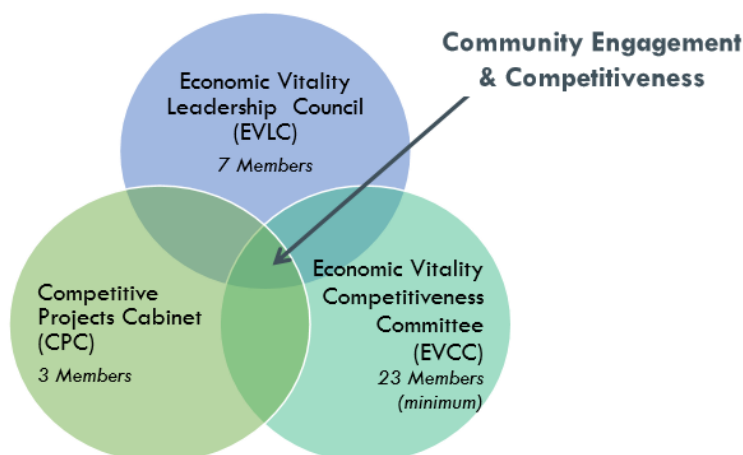 Community Engagement
& Competitiveness
Economic Vitality
Leadership Council
(EVLC)
7 Members
Competitive
Projects Cabinet
(CPC)
3 Members
Economic Vitality
Competitiveness
Committee
(EVCC)
23 Members
(minimum)